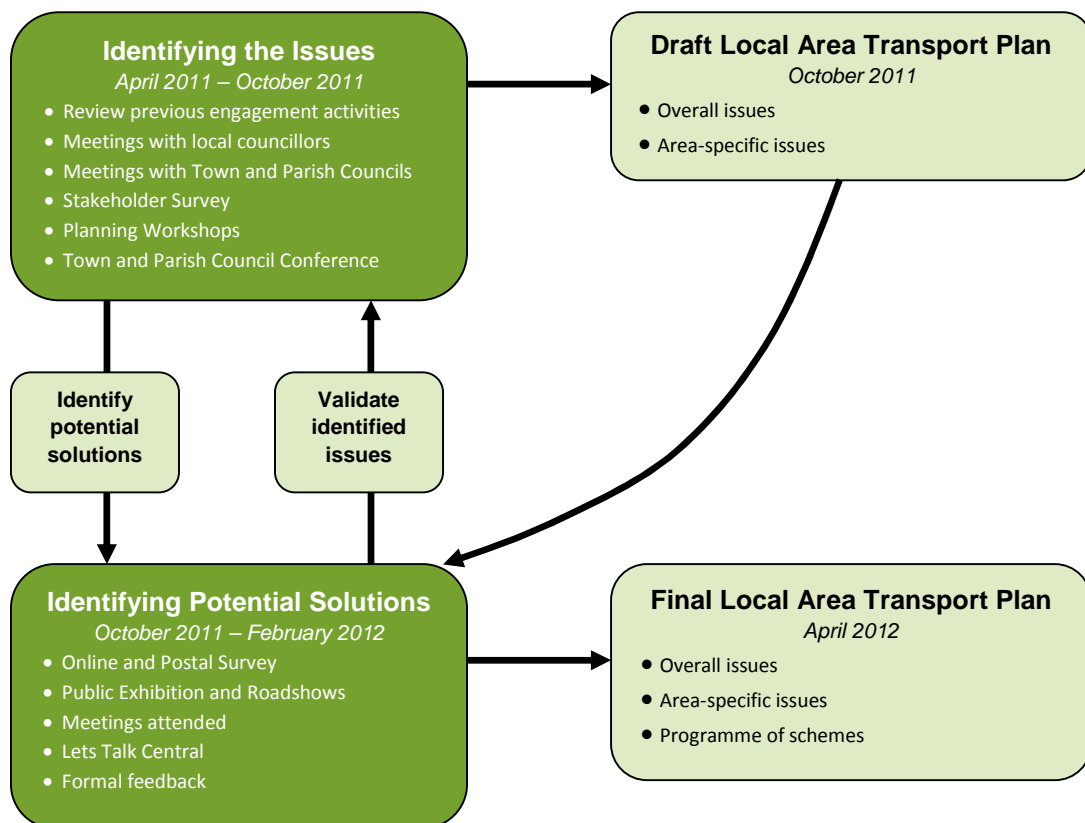 Identifying the Issues
April 2011 – October 2011
• Review previous engagement activities
• Meetings with local councillors
• Meetings with Town and Parish Councils
• Stakeholder Survey
• Planning Workshops
• Town and Parish Council Conference
Draft Local Area Transport Plan
October 2011
• Overall issues
• Area-specific issues
Identify
potential
solutions
Validate
identified
issues
Identifying Potential Solutions
October 2011 – February 2012
• Online and Postal Survey
• Public Exhibition and Roadshows
• Meetings attended
• Lets Talk Central
• Formal feedback
Final Local Area Transport Plan
April 2012
• Overall issues
• Area-specific issues
• Programme of schemes